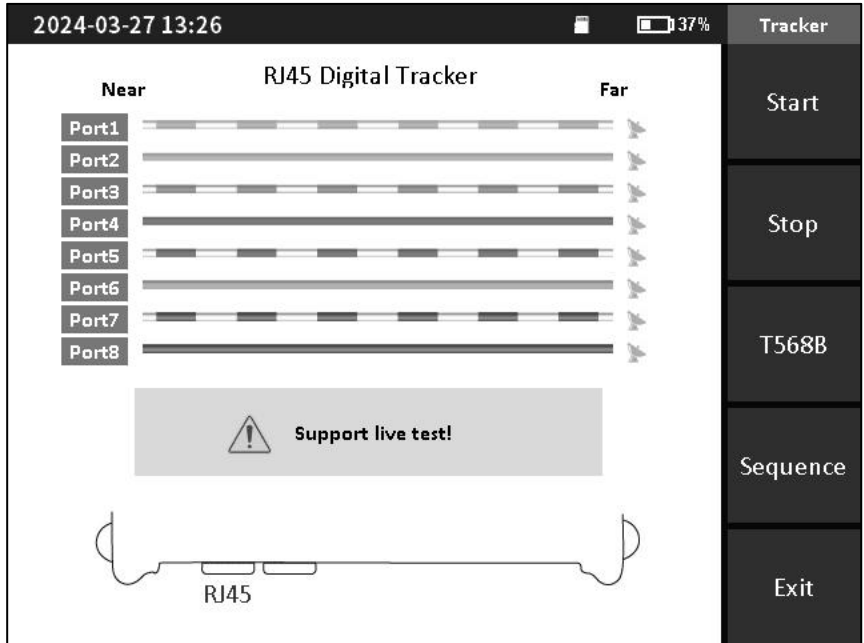 2024-03-27 13:26 37% Tracker
RJ45 Digital Tracker
Near Far
Start
Port1
Port2
Port3
Port4
Stop
Port5
Port6
Port7
Port8
T568B
Support live test!
Sequence
RJ45
Exit